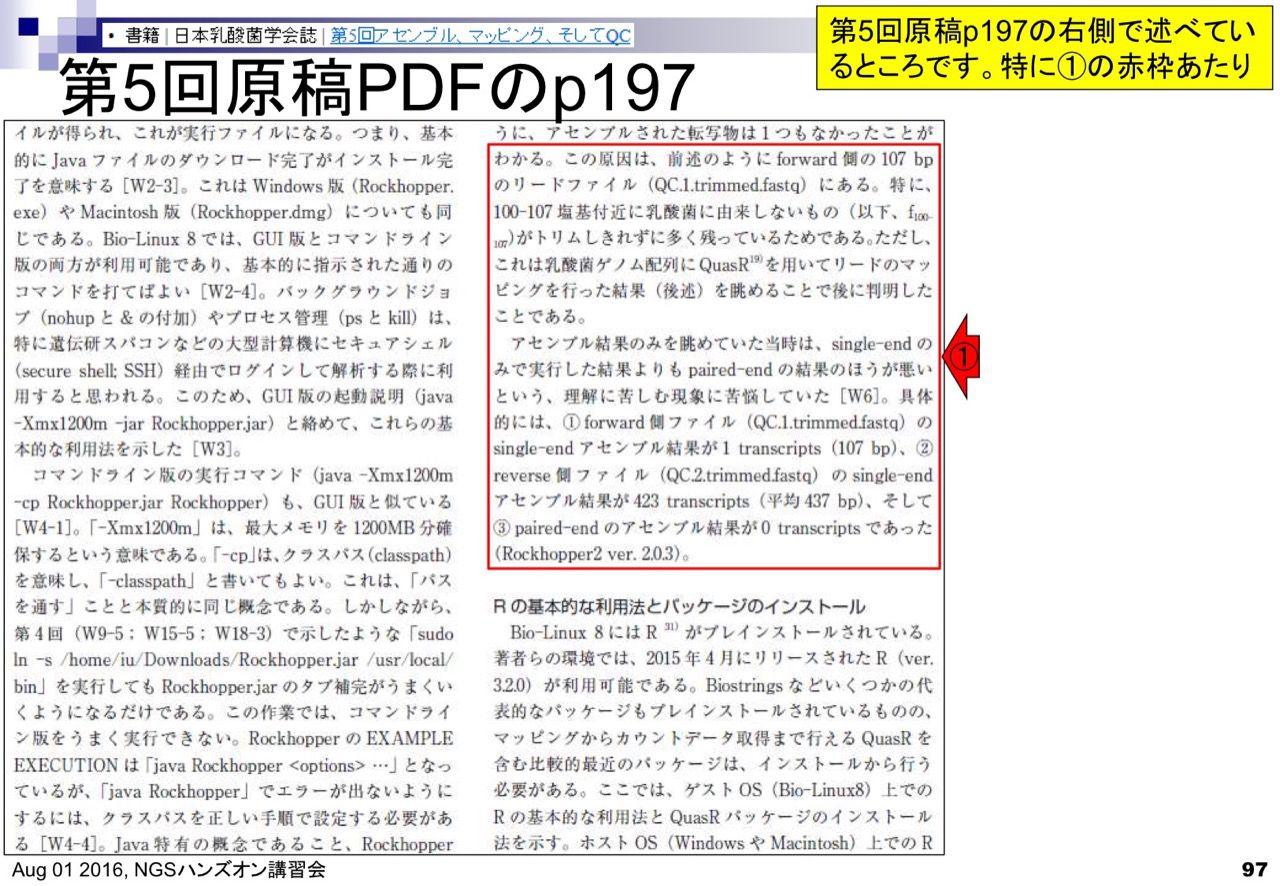 • 書籍 | 日本乳酸菌学会誌 | 第5回アセンブル、マッピング、そしてQC
第5回原稿p197の右側で述べてい
るところです。特に①の赤枠あたり
第5回原稿PDFのp197
イルが得られ、これが実行ファイルになる。つまり、基本
的に Java ファイルのダウンロード完了がインストール完
了を意味する [W2-3]。これは Windows 版 (Rockhopper.
exe) や Macintosh 版 (Rockhopper.dmg) についても同
じである。Bio-Linux 8 では、GUI 版とコマンドライン
版の両方が利用可能であり、基本的に指示された通りの
コマンドを打てばよい [W2-4]。バックグラウンドジョ
ブ (nohup と & の付加) やプロセス管理 (ps と kill) は、
特に遺伝研スパコンなどの大型計算機にセキュアシェル
(secure shell; SSH) 経由でログインして解析する際に利
用すると思われる。このため、GUI 版の起動説明 (java
-Xmx1200m -jar Rockhopper.jar) と絡めて、これらの基
本的な利用法を示した [W3]。
コマンドライン版の実行コマンド (java -Xmx1200m
-cp Rockhopper.jar Rockhopper) も、GUI 版と似ている
[W4-1]。「-Xmx1200m」は、最大メモリを 1200MB 分確
保するという意味である。「-cp」は、クラスパス (classpath)
を意味し、「-classpath」と書いてもよい。これは、「パス
を通す」ことと本質的に同じ概念である。しかしながら、
第4回 (W9-5; W15-5; W18-3) で示したような「sudo
ln -s /home/iu/Downloads/Rockhopper.jar /usr/local/
bin」を実行しても Rockhopper.jar のタブ補完がうまくい
くようになるだけである。この作業では、コマンドライ
ン版をうまく実行できない。Rockhopper の EXAMPLE
EXECUTION は「java Rockhopper <options> …」となっ
ているが、「java Rockhopper」でエラーが出ないように
するには、クラスパスを正しい手順で設定する必要があ
る [W4-4]。Java 特有の概念であること、Rockhopper
うに、アセンブルされた転写物は1つもなかったことが
わかる。この原因は、前述のように forward 側の 107 bp
のリードファイル (QC.1.trimmed.fastq) にある。特に、
100-107 塩基付近に乳酸菌に由来しないもの (以下、f100-
107)がトリムしきれずに多く残っているためである。ただし、
これは乳酸菌ゲノム配列に QuasR19)を用いてリードのマッ
ピングを行った結果 (後述) を眺めることで後に判明した
ことである。
アセンブル結果のみを眺めていた当時は、single-end の
みで実行した結果よりも paired-end の結果のほうが悪い
という、理解に苦しむ現象に苦悩していた [W6]。具体
的には、① forward 側ファイル (QC.1.trimmed.fastq) の
single-end アセンブル結果が 1 transcripts (107 bp)、②
reverse 側ファイル (QC.2.trimmed.fastq) の single-end
アセンブル結果が 423 transcripts (平均 437 bp)、そして
③ paired-end のアセンブル結果が 0 transcripts であった
(Rockhopper2 ver. 2.0.3)。
①
R の基本的な利用法とパッケージのインストール
Bio-Linux 8 には R 31) がプレインストールされている。
著者らの環境では、2015 年 4 月にリリースされた R (ver.
3.2.0) が利用可能である。Biostrings などいくつかの代
表的なパッケージもプレインストールされているものの、
マッピングからカウントデータ取得まで行える QuasR を
含む比較的最近のパッケージは、インストールから行う
必要がある。ここでは、ゲスト OS (Bio-Linux8) 上での
R の基本的な利用法と QuasR パッケージのインストール
法を示す。ホスト OS (Windows や Macintosh) 上での R
Aug 01 2016, NGSハンズオン講習会
97